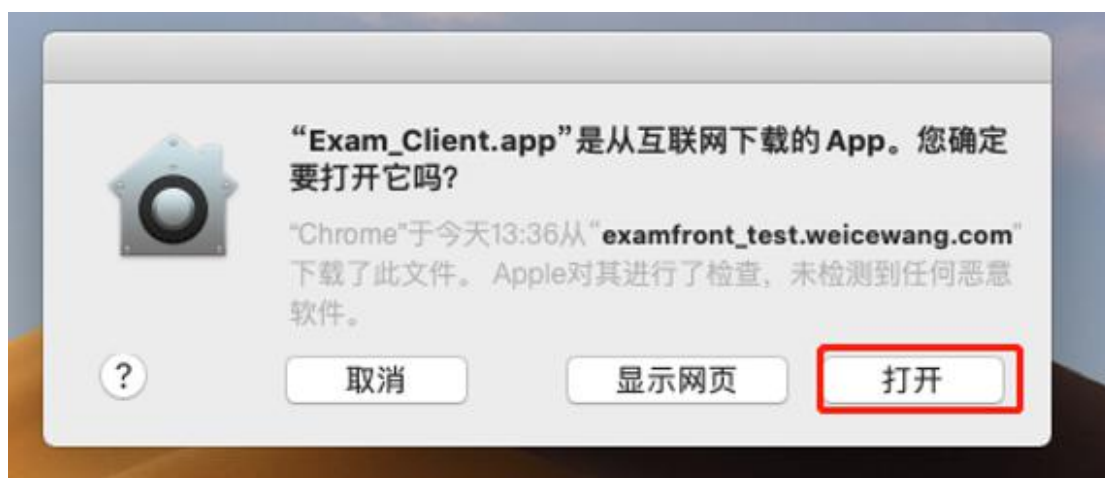 “Exam_Client.app”是从互联网下载的 App。您确定
要打开它吗?
“Chrome”于今天13:36从“examfront_test.weicewang.com”
下载了此文件。 Apple对其进行了检查，未检测到任何恶意
软件。
?
取消
显示网页
打开